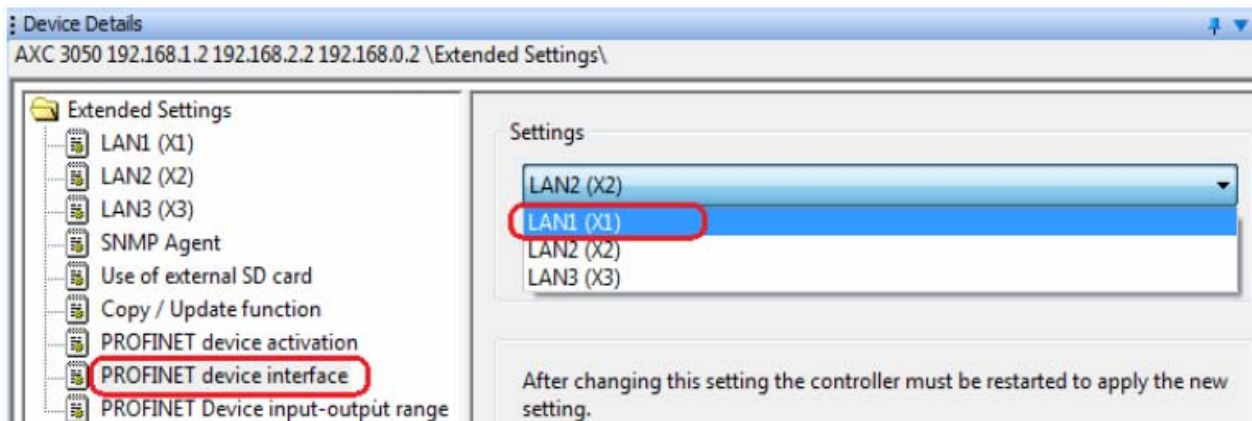 Device Details
AXC 3050 192.168.1.2 192.168.2.2 192.168.0.2 \Extended Settings\
Extended Settings
LAN1 (X1)
LAN2 (X2)
LAN3 (X3)
SNMP Agent
Use of external SD card
Copy / Update function
PROFINET device activation
PROFINET device interface
PROFINET Device input-output range
Settings
LAN2 (X2)
LAN1 (X1)
LAN2 (X2)
LAN3 (X3)
After changing this setting the controller must be restarted to apply the new
setting.